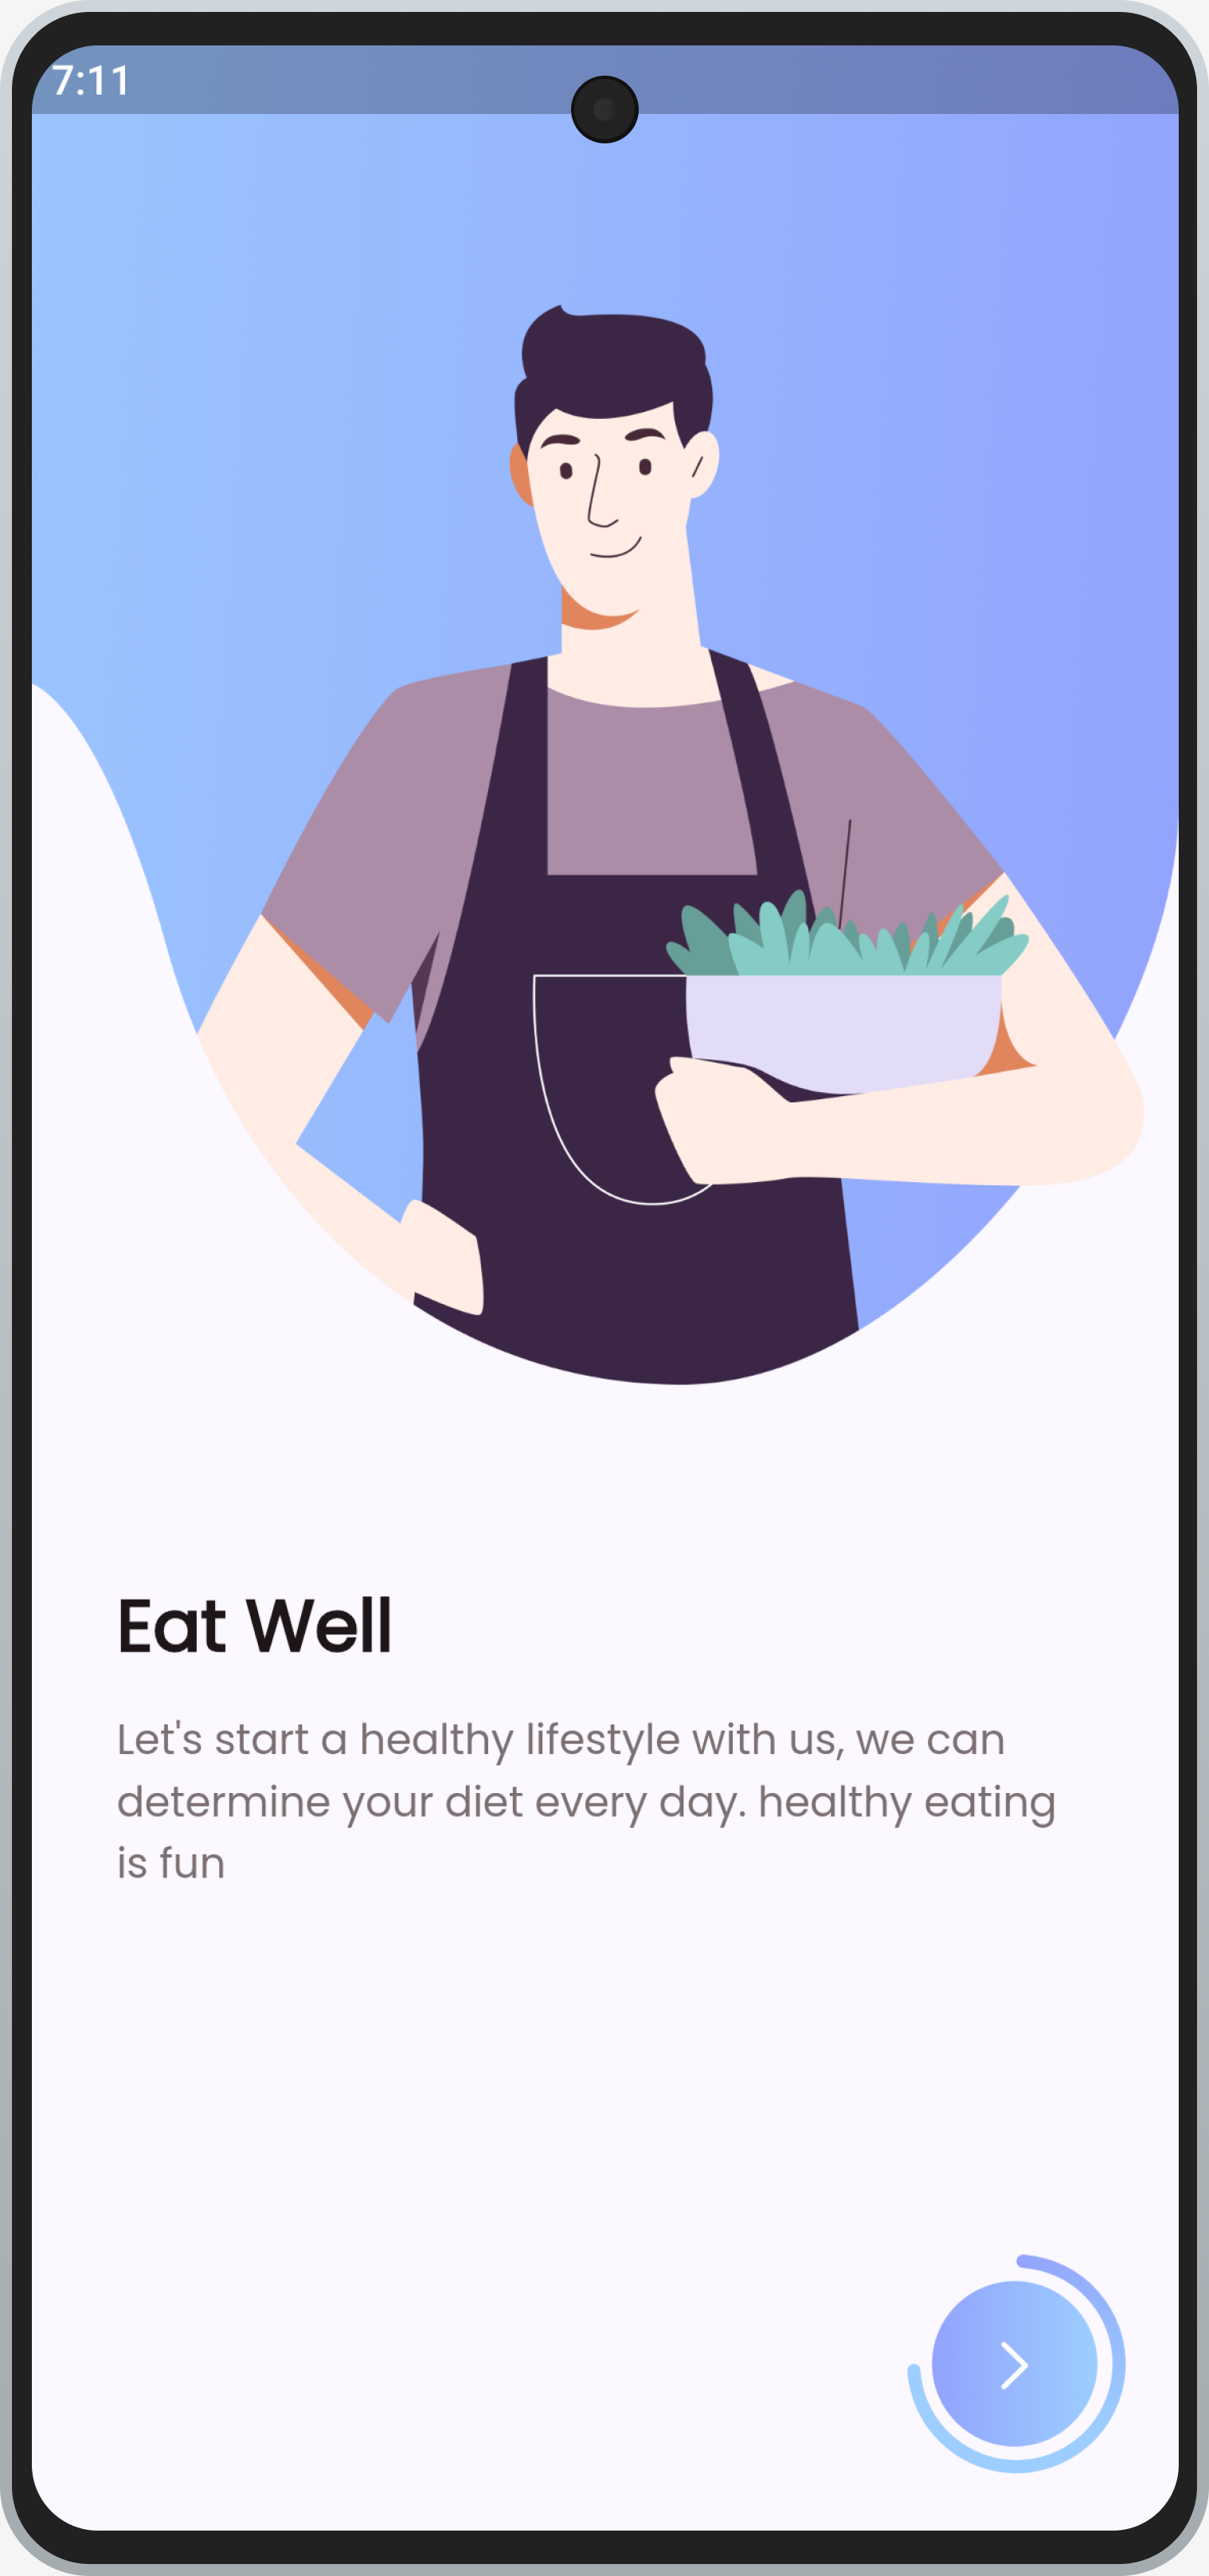 7:11
Eat Well
Let's start a healthy lifestyle with us, we can
determine your diet every day. healthy eating
is fun